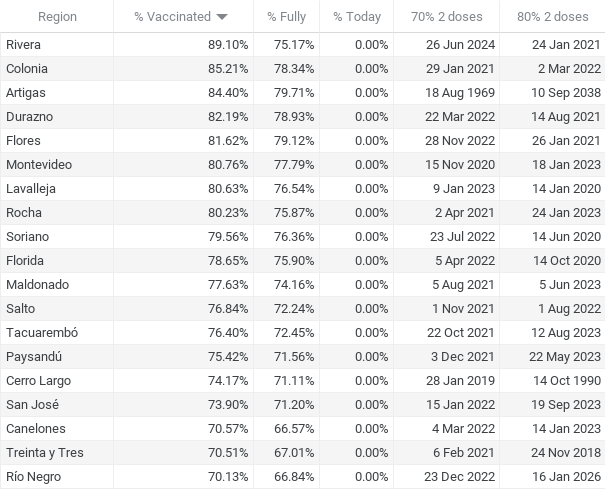 Region % Vaccinated % Fully % Today 70% 2 doses 80% 2 doses
Rivera 89.10% 75.17% 0.00% 26 Jun 2024 24 Jan 2021
Colonia 85.21% 78.34% 0.00% 29 Jan 2021 2 Mar 2022
Artigas 84.40% 79.71% 0.00% 18 Aug 1969 10 Sep 2038
Durazno 82.19% 78.93% 0.00% 22 Mar 2022 14 Aug 2021
Flores 81.62% 79.12% 0.00% 28 Nov 2022 26 Jan 2021
Montevideo 80.76% 77.79% 0.00% 15 Nov 2020 18 Jan 2023
Lavalleja 80.63% 76.54% 0.00% 9 Jan 2023 14 Jan 2020
Rocha 80.23% 75.87% 0.00% 2 Apr 2021 24 Jan 2023
Soriano 79.56% 76.36% 0.00% 23 Jul 2022 14 Jun 2020
Florida 78.65% 75.90% 0.00% 5 Apr 2022 14 Oct 2020
Maldonado 77.63% 74.16% 0.00% 5 Aug 2021 5 Jun 2023
Salto 76.84% 72.24% 0.00% 1 Nov 2021 1 Aug 2022
Tacuarembó 76.40% 72.45% 0.00% 22 Oct 2021 12 Aug 2023
Paysandú 75.42% 71.56% 0.00% 3 Dec 2021 22 May 2023
Cerro Largo 74.17% 71.11% 0.00% 28 Jan 2019 14 Oct 1990
San José 73.90% 71.20% 0.00% 15 Jan 2022 19 Sep 2023
Canelones 70.57% 66.57% 0.00% 4 Mar 2022 14 Jan 2023
Treinta y Tres 70.51% 67.01% 0.00% 6 Feb 2021 24 Nov 2018
Río Negro 70.13% 66.84% 0.00% 23 Dec 2022 16 Jan 2026